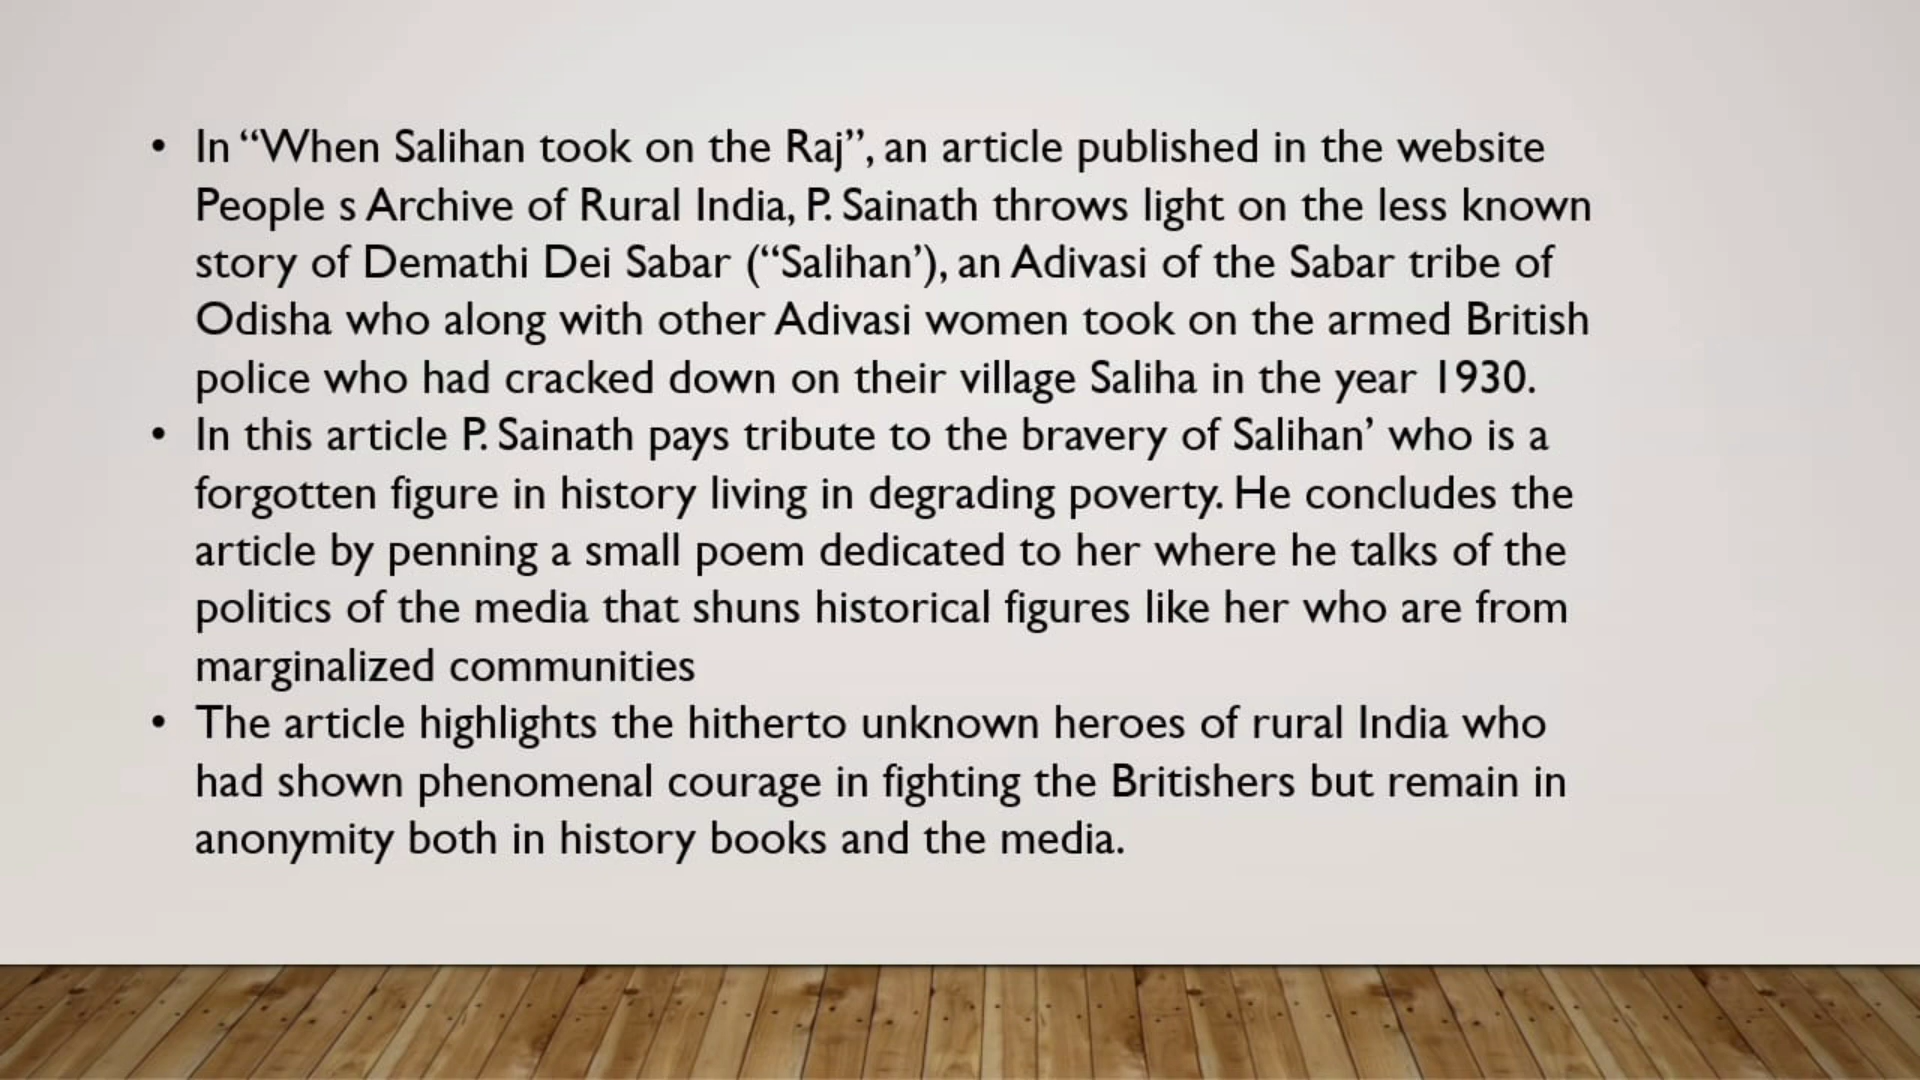 • In “When Salihan took on the Raj”, an article published in the website
People s Archive of Rural India, P. Sainath throws light on the less known
story of Demathi Dei Sabar (“Salihan’), an Adivasi of the Sabar tribe of
Odisha who along with other Adivasi women took on the armed British
police who had cracked down on their village Saliha in the year 1930.
• In this article P. Sainath pays tribute to the bravery of Salihan’ who is a
forgotten figure in history living in degrading poverty. He concludes the
article by penning a small poem dedicated to her where he talks of the
politics of the media that shuns historical figures like her who are from
marginalized communities
• The article highlights the hitherto unknown heroes of rural India who
had shown phenomenal courage in fighting the Britishers but remain in
anonymity both in history books and the media.